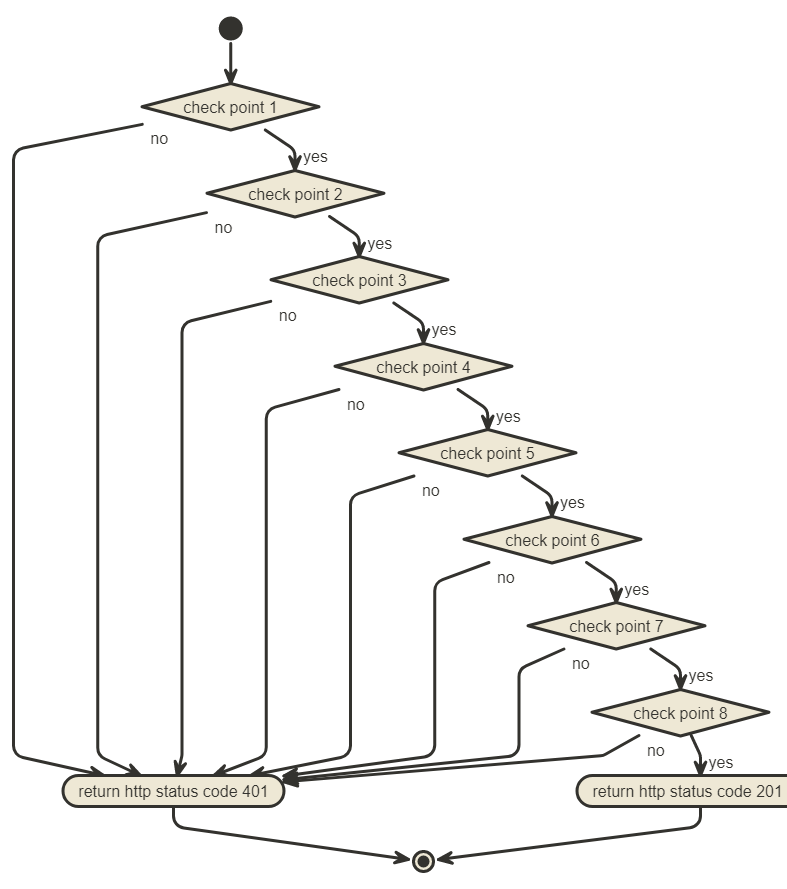 check point 1
no
yes
check point 2
no
yes
check point 3
no
yes
check point 4
no
yes
check point 5
no
yes
check point 6
no
yes
check point 7
no
yes
check point 8
no
yes
return http status code 401
return http status code 201